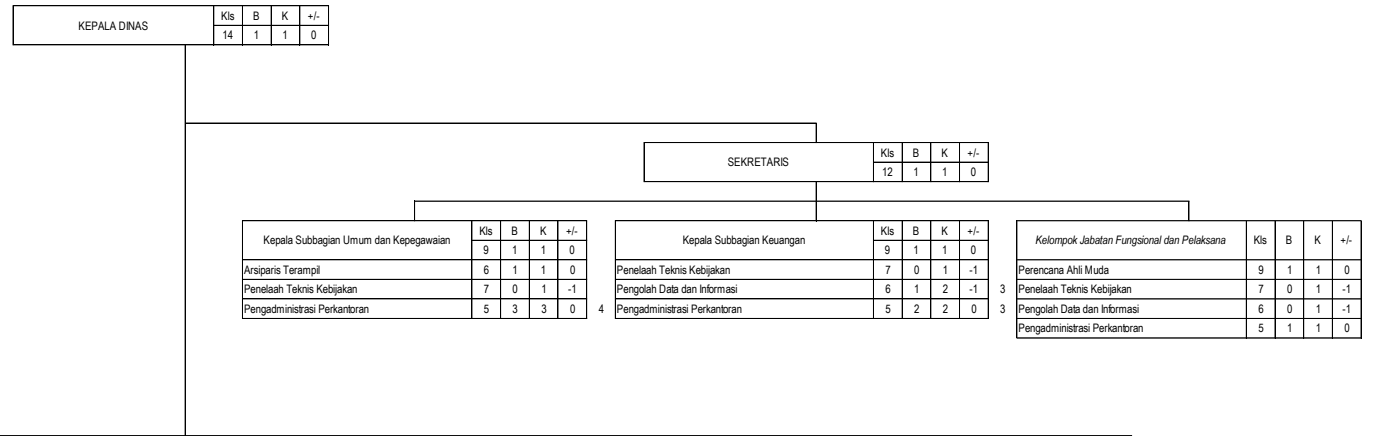 KEPALA DINAS Kls B K +/-
14 1 1 0
SEKRETARIS Kls B K +/-
12 1 1 0
Kepala Subbagian Umum dan Kepegawaian Kls B K +/-
9 1 1 0
Arsiparis Terampil 6 1 1 0
Penelaah Teknis Kebijakan 7 0 1 -1
Pengadministrasi Perkantoran 5 3 3 0 4
Kepala Subbagian Keuangan Kls B K +/-
9 1 1 0
Penelaah Teknis Kebijakan 7 0 1 -1
Pengolah Data dan Informasi 6 1 2 -1 3
Pengadministrasi Perkantoran 5 2 2 0 3
Kelompok Jabatan Fungsional dan Pelaksana Kls B K +/-
Perencana Ahli Muda 9 1 1 0
Penelaah Teknis Kebijakan 7 0 1 -1
Pengolah Data dan Informasi 6 0 1 -1
Pengadministrasi Perkantoran 5 1 1 0